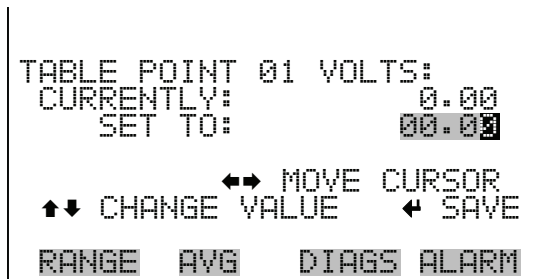 TABLE POINT 01 VOLTS:
CURRENTLY: 0.00
SET TO: 00.00
⬅➡ MOVE CURSOR
⬆⬇ CHANGE VALUE ↵ SAVE
RANGE AVG DIAGS ALARM